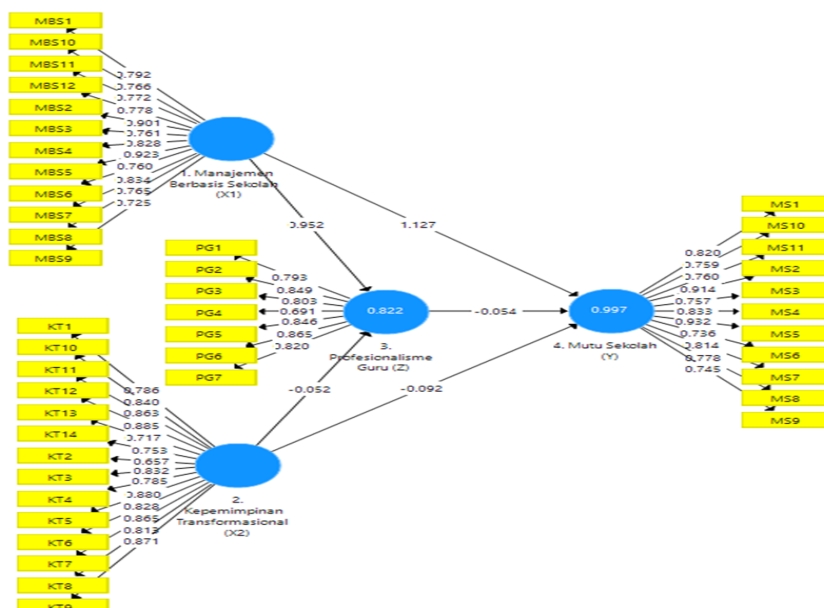 MBS1
MBS10
MBS11
MBS12
MBS2
MBS3
MBS4
MBS5
MBS6
MBS7
MBS8
MBS9
0.792
0.766
0.772
0.778
0.901
0.761
0.828
0.923
0.760
0.834
0.765
0.725
1. Manajemen
Berbasis Sekolah
(X1)
0.952
1.127
PG1
PG2
PG3
PG4
PG5
PG6
PG7
0.793
0.849
0.803
0.691
0.846
0.865
0.820
0.822
3.
Profesionalisme
Guru (Z)
-0.054
-0.052
-0.092
0.997
4. Mutu Sekolah
(Y)
MS1
MS10
MS11
MS2
MS3
MS4
MS5
MS6
MS7
MS8
MS9
0.820
0.759
0.760
0.914
0.757
0.833
0.932
0.736
0.814
0.778
0.745
KT1
KT10
KT11
KT12
KT13
KT14
KT2
KT3
KT4
KT5
KT6
KT7
KT8
KT9
0.786
0.840
0.863
0.885
0.717
0.753
0.657
0.832
0.785
0.880
0.828
0.865
0.813
0.871
2.
Kepemimpinan
Transformasional
(X2)